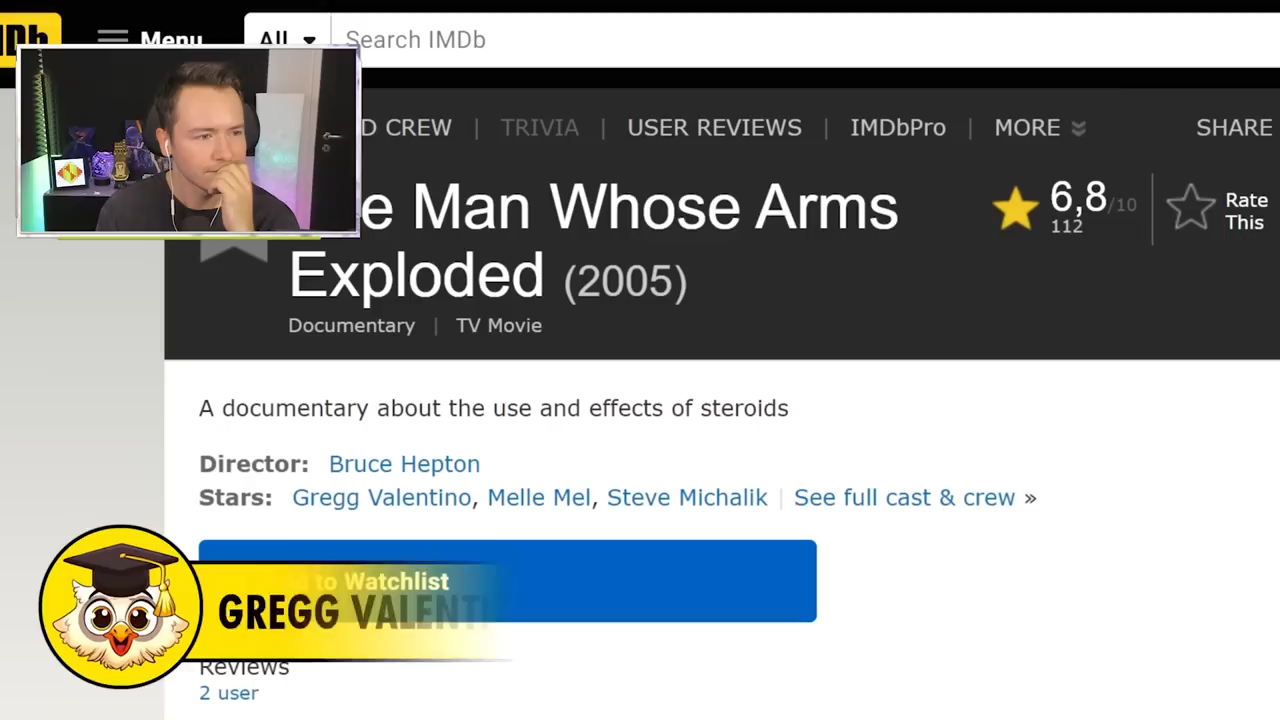 Menu
All
Search IMDb
D CREW | TRIVIA | USER REVIEWS | IMDbPro | MORE SHARE
e Man Whose Arms
Exploded (2005)
6,8/10
112
Rate
This
Documentary | TV Movie
A documentary about the use and effects of steroids
Director: Bruce Hepton
Stars: Gregg Valentino, Melle Mel, Steve Michalik | See full cast & crew »
to Watchlist
GREGG VALENT
Reviews
2 user